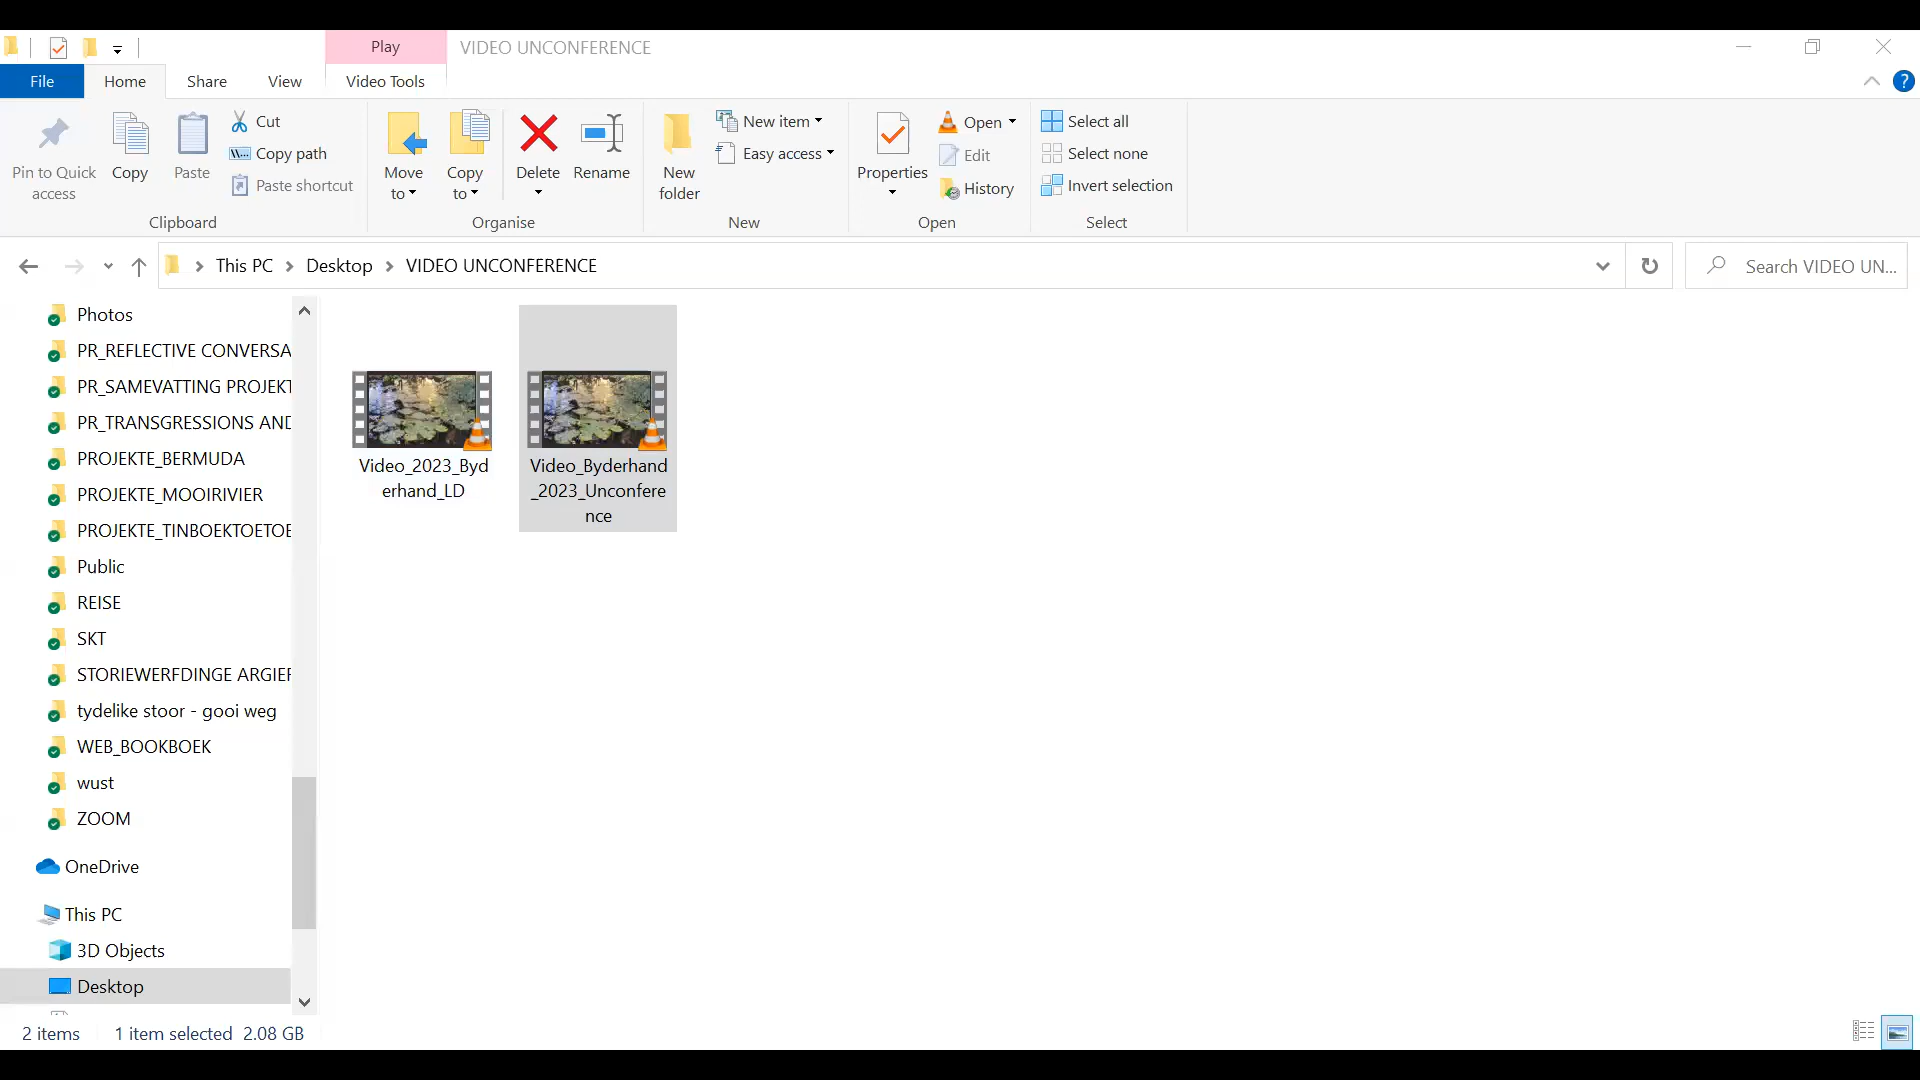 Play
VIDEO UNCONFERENCE
File
Home
Share
View
Video Tools
Pin to Quick
access
Copy
Paste
Cut
Copy path
Paste shortcut
Clipboard
Move
to
Copy
to
Delete
Rename
Organise
New
folder
New item
Easy access
New
Properties
Open
Edit
History
Open
Select all
Select none
Invert selection
Select
This PC
Desktop
VIDEO UNCONFERENCE
Search VIDEO UN...
Photos
PR_REFLECTIVE CONVERSA
PR_SAMEVATTING PROJEKT
PR_TRANSGRESSIONS AND
PROJEKTE_BERMUDA
PROJEKTE_MOOIRIVIER
PROJEKTE_TINBOEKTOETOE
Public
REISE
SKT
STORIEWERFDINGE ARGIEF
tydelike stoor - gooi weg
WEB_BOOKBOEK
wust
ZOOM
OneDrive
This PC
3D Objects
Desktop
Video_2023_Byd
erhand_LD
Video_Byderhand
_2023_Unconfere
nce
2 items
1 item selected 2.08 GB